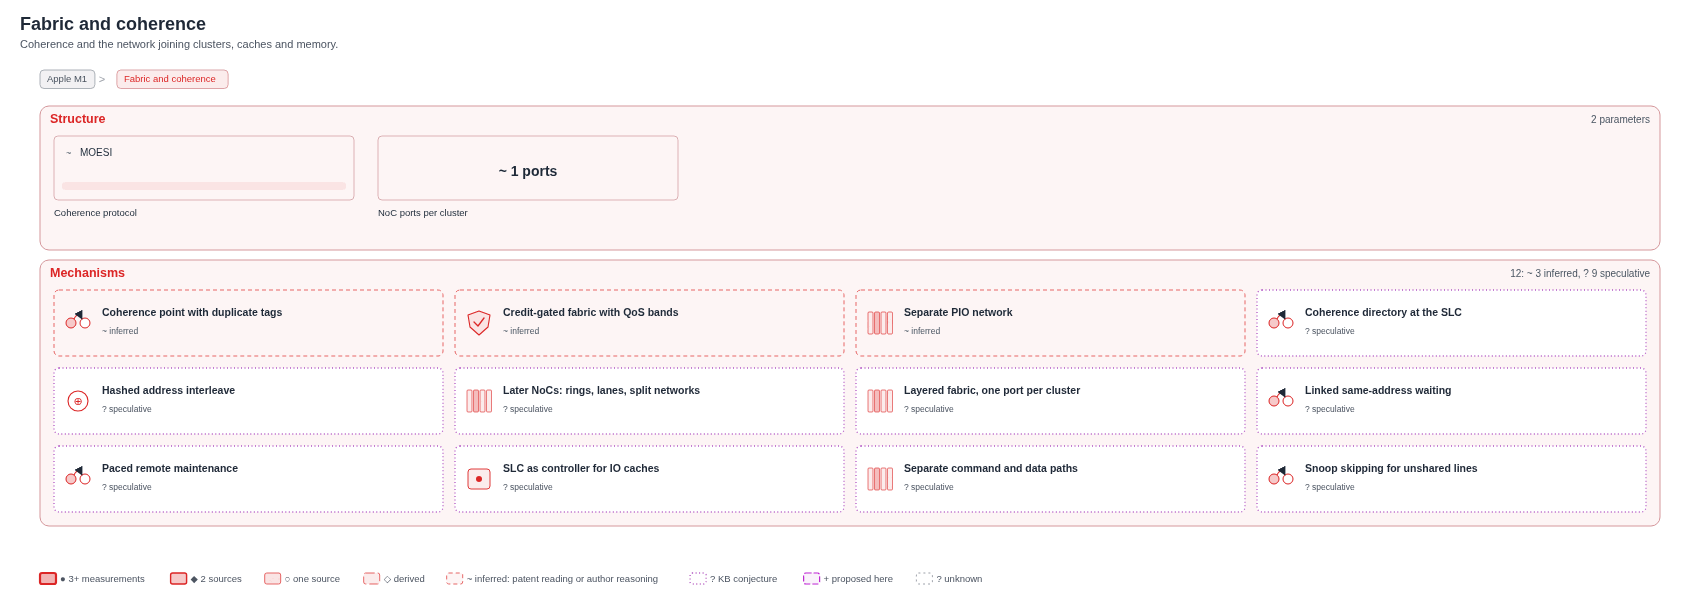 Fabric and coherence
Coherence and the network joining clusters, caches and memory.
Apple M1 > Fabric and coherence
Structure
2 parameters
~ MOESI
~ 1 ports
Coherence protocol
NoC ports per cluster
Mechanisms
12: ~ 3 inferred, ? 9 speculative
Coherence point with duplicate tags
~ inferred
Credit-gated fabric with QoS bands
~ inferred
Separate PIO network
~ inferred
Coherence directory at the SLC
? speculative
Hashed address interleave
? speculative
Later NoCs: rings, lanes, split networks
? speculative
Layered fabric, one port per cluster
? speculative
Linked same-address waiting
? speculative
Paced remote maintenance
? speculative
SLC as controller for IO caches
? speculative
Separate command and data paths
? speculative
Snoop skipping for unshared lines
? speculative
● 3+ measurements
◆ 2 sources
○ one source
◇ derived
~ inferred: patent reading or author reasoning
? KB conjecture
+ proposed here
? unknown